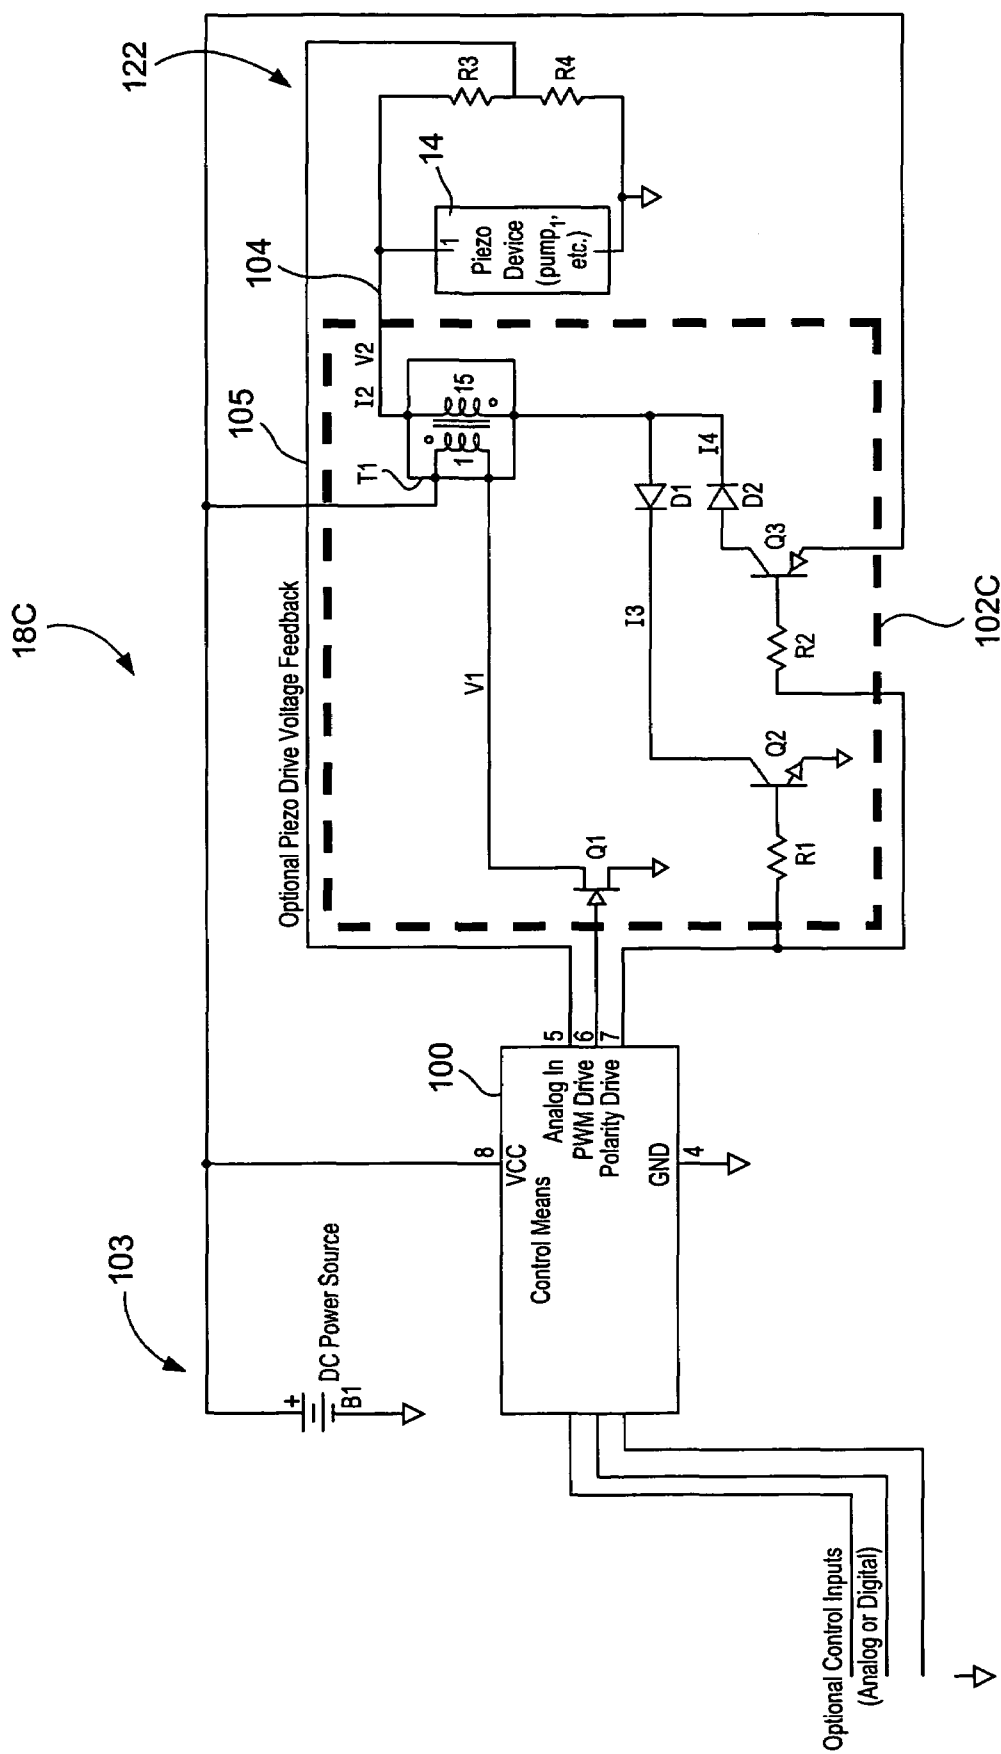 18C
103
122
105
104
14
R3
R4
1
Piezo
Device
(pump1,
etc.)
Optional Piezo Drive Voltage Feedback
T1
I2 V2
1
15
V1
I3
I4
D1
D2
Q1
Q2
Q3
R1
R2
102C
DC Power Source
+
B1
100
8
VCC
Control Means
Analog In
PWM Drive
Polarity Drive
5
6
7
GND
4
Optional Control Inputs
(Analog or Digital)